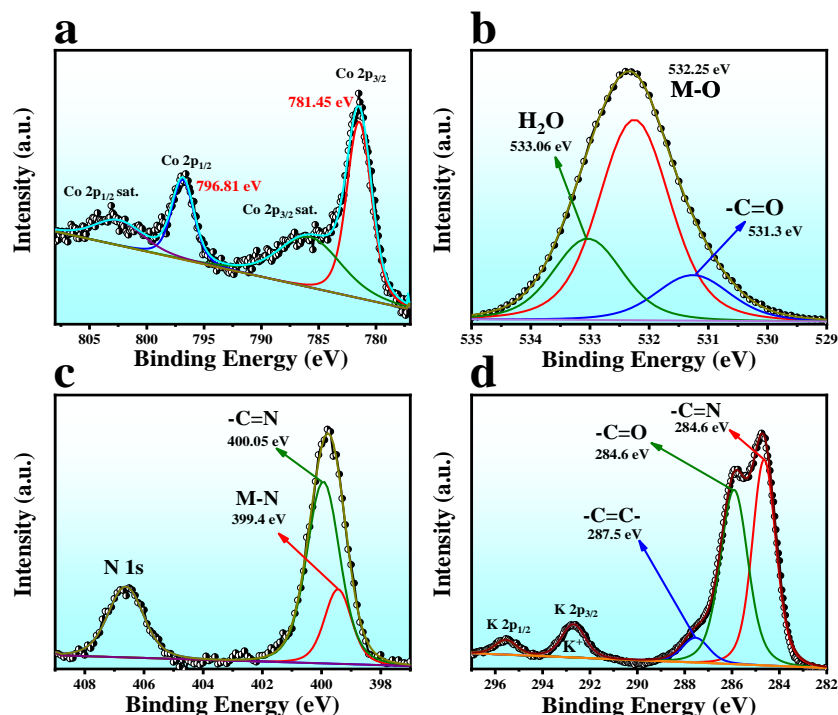 a
Co 2p3/2
781.45 eV
Co 2p1/2
796.81 eV
Co 2p1/2 sat.
Co 2p3/2 sat.
Intensity (a.u.)
805 800 795 790 785 780
Binding Energy (eV)
b
532.25 eV
M-O
H2O
533.06 eV
-C=O
531.3 eV
Intensity (a.u.)
535 534 533 532 531 530 529
Binding Energy (eV)
c
-C=N
400.05 eV
M-N
399.4 eV
N 1s
Intensity (a.u.)
408 406 404 402 400 398
Binding Energy (eV)
d
-C=N
284.6 eV
-C=O
284.6 eV
-C=C-
287.5 eV
K 2p3/2
K 2p1/2
K+
Intensity (a.u.)
296 294 292 290 288 286 284 282
Binding Energy (eV)